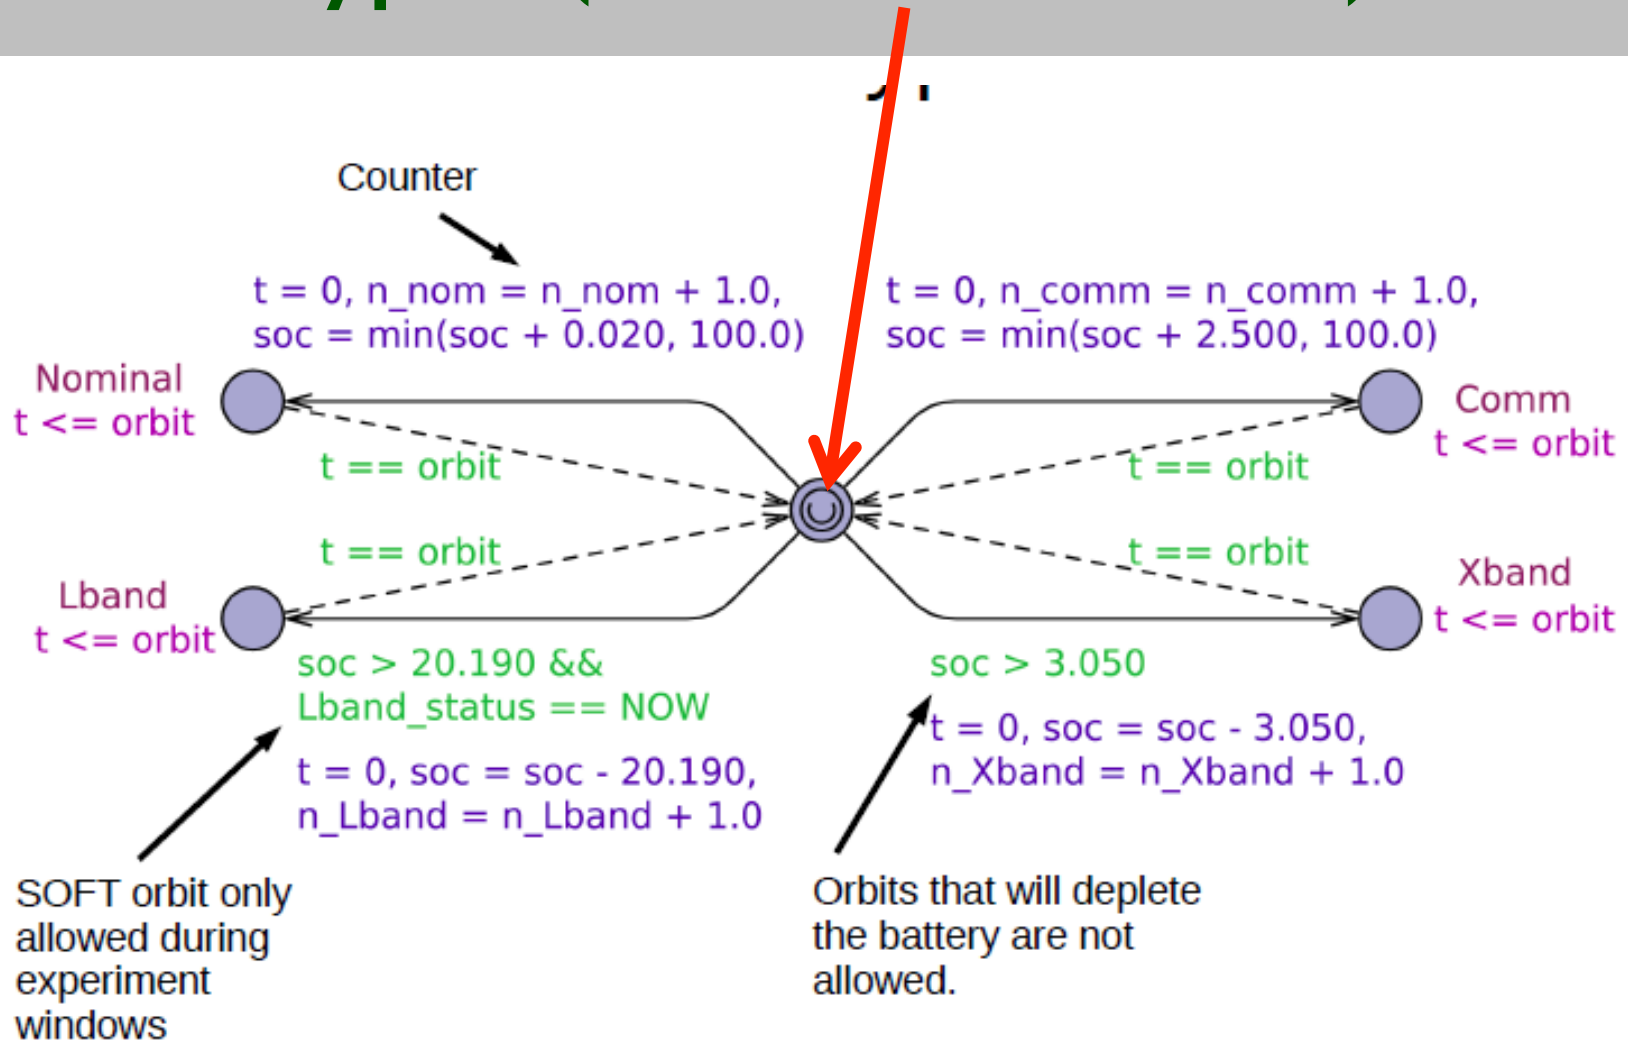 Counter
t = 0, n_nom = n_nom + 1.0,
soc = min(soc + 0.020, 100.0)
t = 0, n_comm = n_comm + 1.0,
soc = min(soc + 2.500, 100.0)
Nominal
t <= orbit
Comm
t <= orbit
t == orbit
t == orbit
t == orbit
t == orbit
Lband
t <= orbit
Xband
t <= orbit
soc > 20.190 &&
Lband_status == NOW
t = 0, soc = soc - 20.190,
n_Lband = n_Lband + 1.0
soc > 3.050
t = 0, soc = soc - 3.050,
n_Xband = n_Xband + 1.0
SOFT orbit only
allowed during
experiment
windows
Orbits that will deplete
the battery are not
allowed.